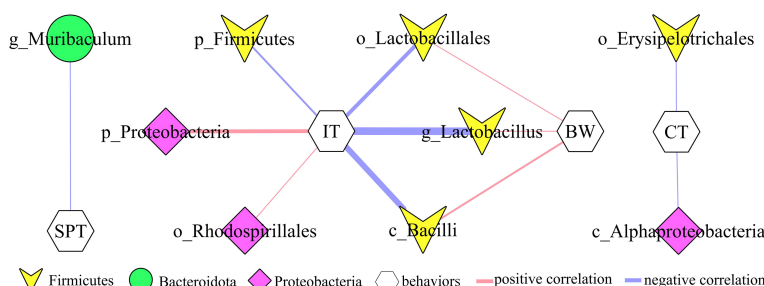 g_Muribaculum p_Firmicutes o_Lactobacillales o_Erysipelotrichales
p_Proteobacteria IT g_Lactobacillus BW CT
SPT o_Rhodospirillales c_Bacilli c_Alphaproteobacteria
Firmicutes Bacteroidota Proteobacteria behaviors positive correlation negative correlation